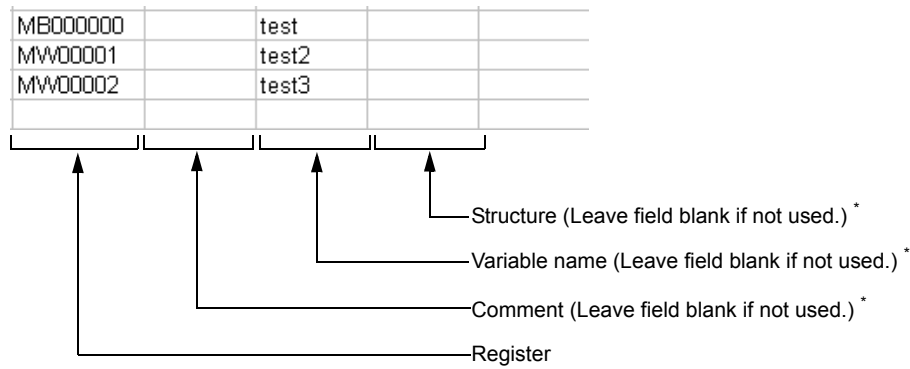 MB000000 test
MW00001 test2
MW00002 test3
Structure (Leave field blank if not used.) *
Variable name (Leave field blank if not used.) *
Comment (Leave field blank if not used.) *
Register